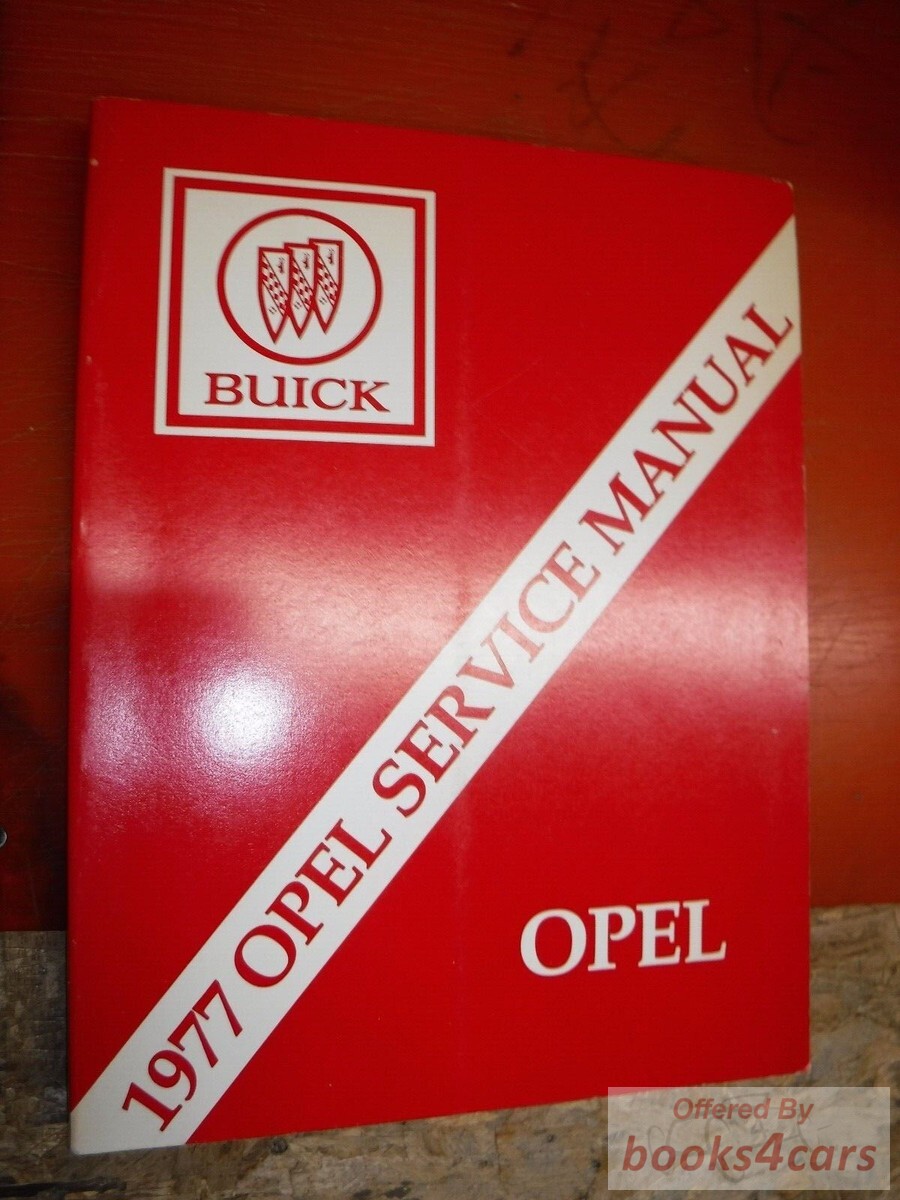 BUICK
1977 OPEL SERVICE MANUAL
OPEL
Offered By
books4cars